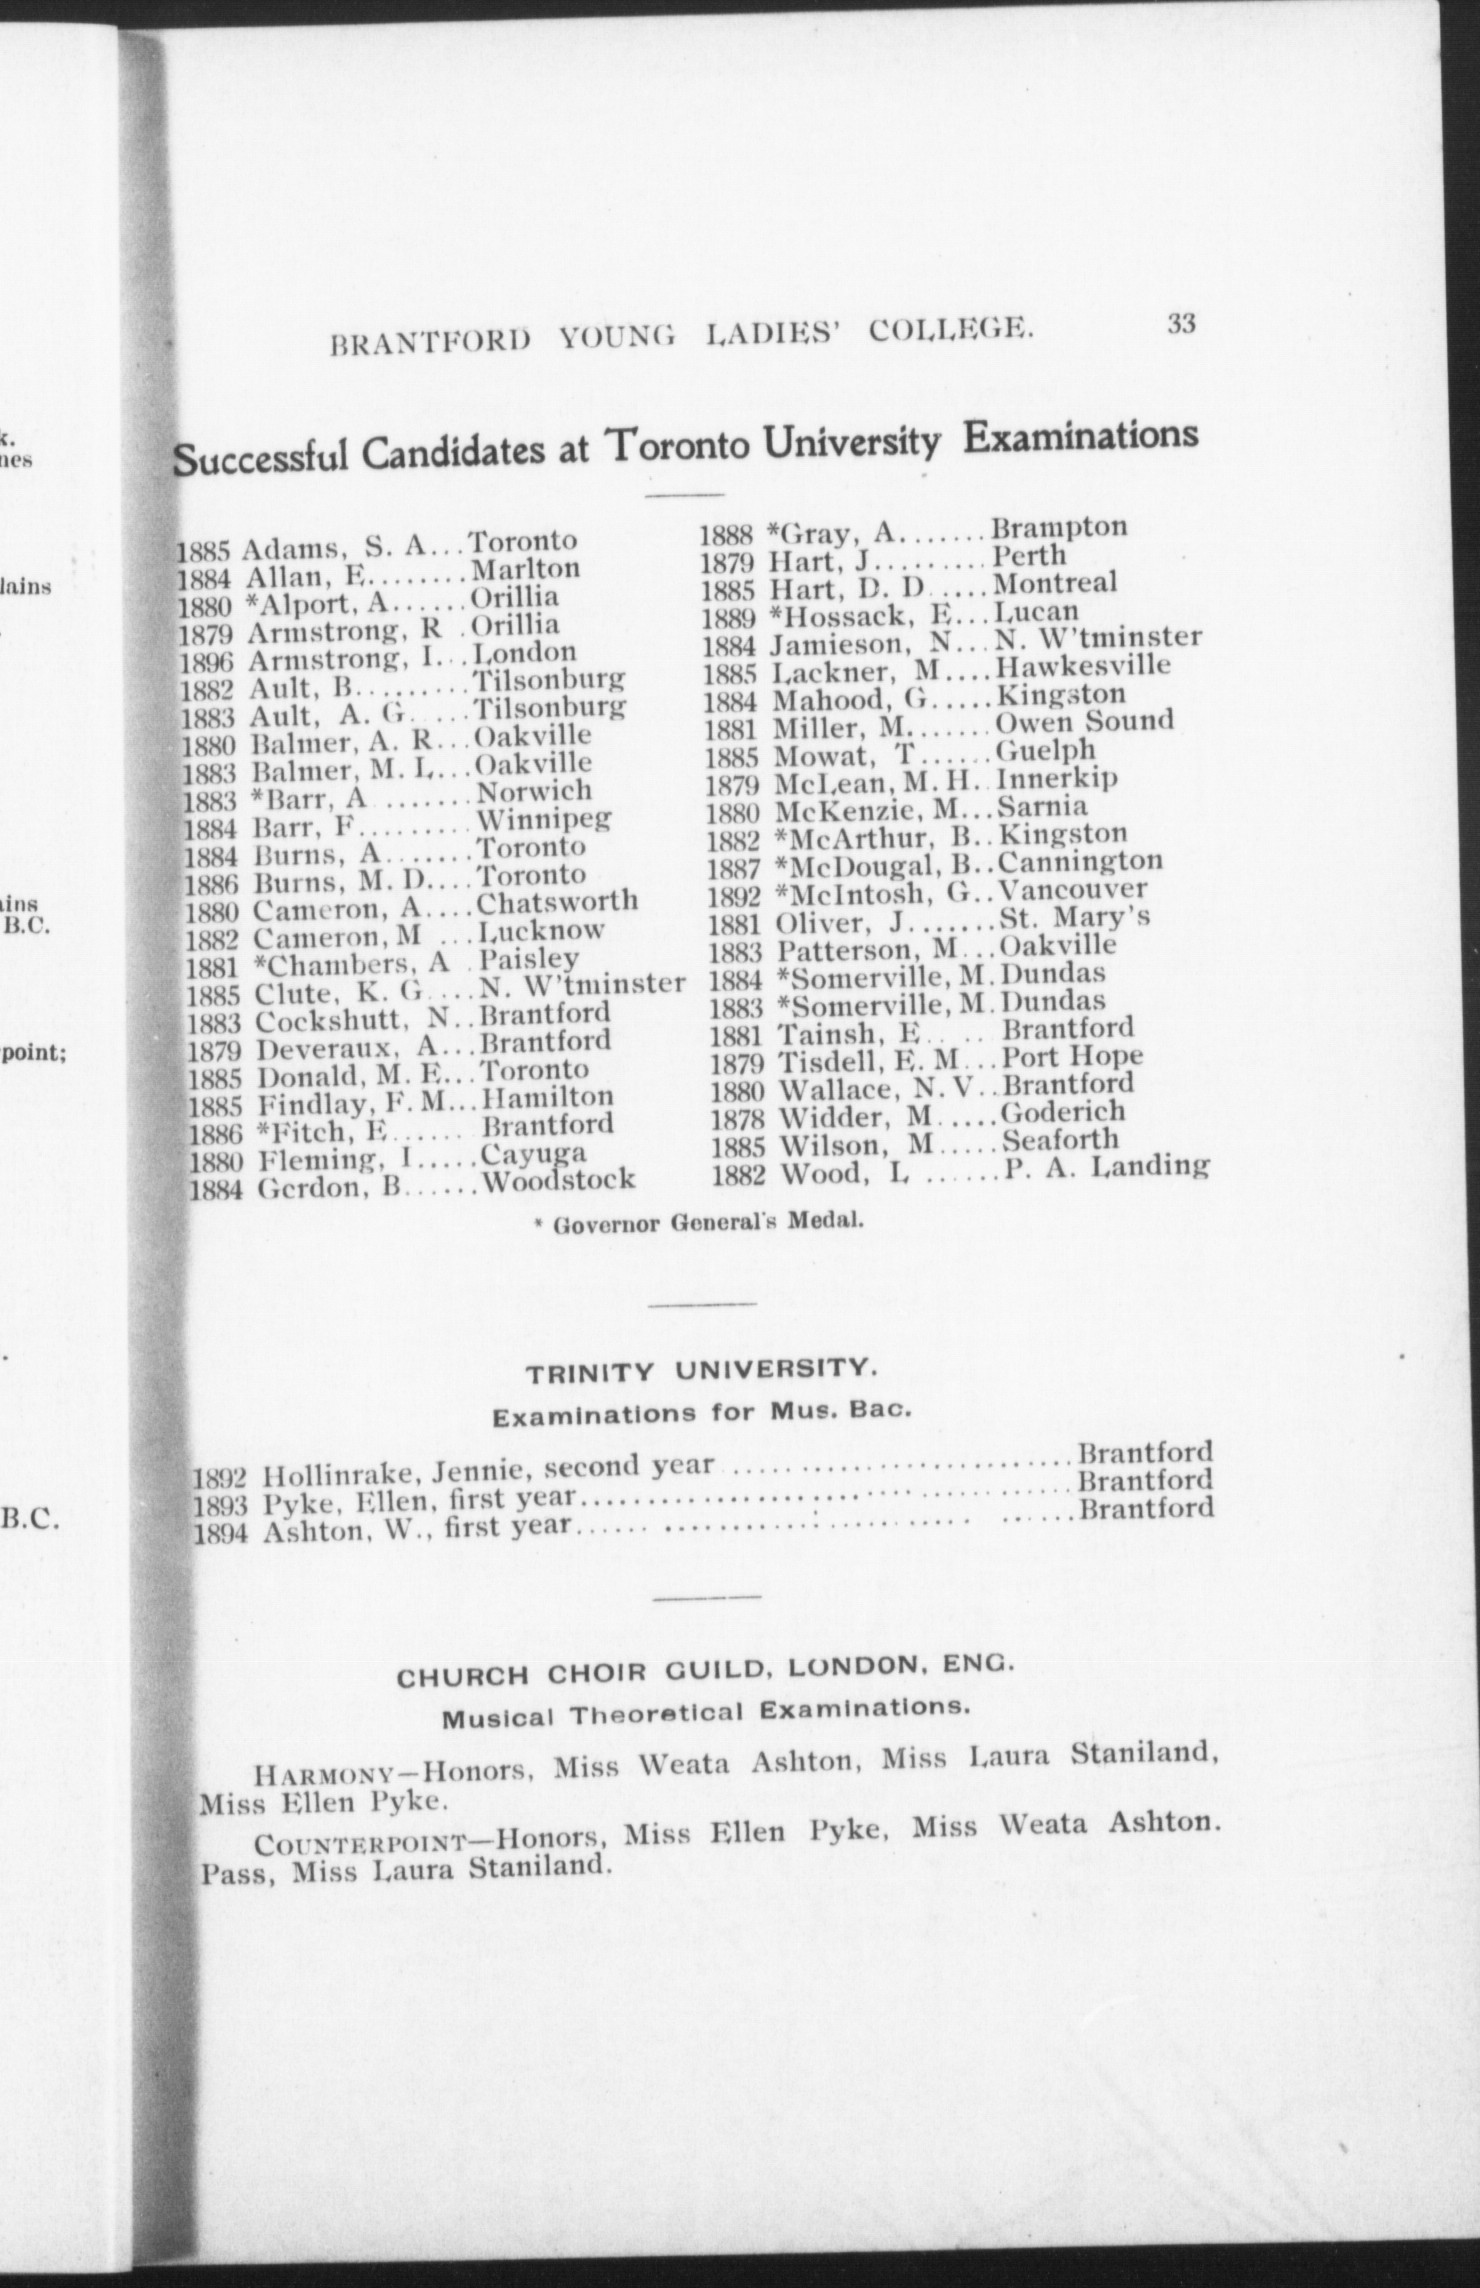 k.
nes
lains
ains
B.C.
point;
B.C.
BRANTFORD YOUNG LADIES' COLLEGE. 33
Successful Candidates at Toronto University Examinations
1885 Adams, S. A...Toronto
1884 Allan, E........Marlton
1880 *Alport, A......Orillia
1879 Armstrong, R .Orillia
1896 Armstrong, I...London
1882 Ault, B.........Tilsonburg
1883 Ault, A. G.....Tilsonburg
1880 Balmer, A. R...Oakville
1883 Balmer, M. L...Oakville
1883 *Barr, A ........Norwich
1884 Barr, F.........Winnipeg
1884 Burns, A.......Toronto
1886 Burns, M. D....Toronto
1880 Cameron, A....Chatsworth
1882 Cameron, M ...Lucknow
1881 *Chambers, A .Paisley
1885 Clute, K. G....N. W'tminster
1883 Cockshutt, N..Brantford
1879 Deveraux, A...Brantford
1885 Donald, M. E...Toronto
1885 Findlay, F. M...Hamilton
1886 *Fitch, E...... Brantford
1880 Fleming, I.....Cayuga
1884 Gordon, B......Woodstock
1888 *Gray, A.......Brampton
1879 Hart, J..........Perth
1885 Hart, D. D.....Montreal
1889 *Hossack, E...Lucan
1884 Jamieson, N...N. W'tminster
1885 Lackner, M....Hawkesville
1884 Mahood, G.....Kingston
1881 Miller, M.......Owen Sound
1885 Mowat, T......Guelph
1879 McLean, M. H..Innerkip
1880 McKenzie, M...Sarnia
1882 *McArthur, B..Kingston
1887 *McDougal, B..Cannington
1892 *McIntosh, G..Vancouver
1881 Oliver, J.......St. Mary's
1883 Patterson, M...Oakville
1884 *Somerville, M.Dundas
1883 *Somerville, M.Dundas
1881 Tainsh, E.. .. Brantford
1879 Tisdell, E. M...Port Hope
1880 Wallace, N. V..Brantford
1878 Widder, M.....Goderich
1885 Wilson, M.....Seaforth
1882 Wood, L ......P. A. Landing
* Governor General's Medal.
TRINITY UNIVERSITY.
Examinations for Mus. Bac.
1892 Hollinrake, Jennie, second year ..........................Brantford
1893 Pyke, Ellen, first year.....................................Brantford
1894 Ashton, W., first year...... ....................... ......Brantford
CHURCH CHOIR GUILD, LONDON, ENG.
Musical Theoretical Examinations.
HARMONY—Honors, Miss Weata Ashton, Miss Laura Staniland,
Miss Ellen Pyke.
COUNTERPOINT—Honors, Miss Ellen Pyke, Miss Weata Ashton.
Pass, Miss Laura Staniland.